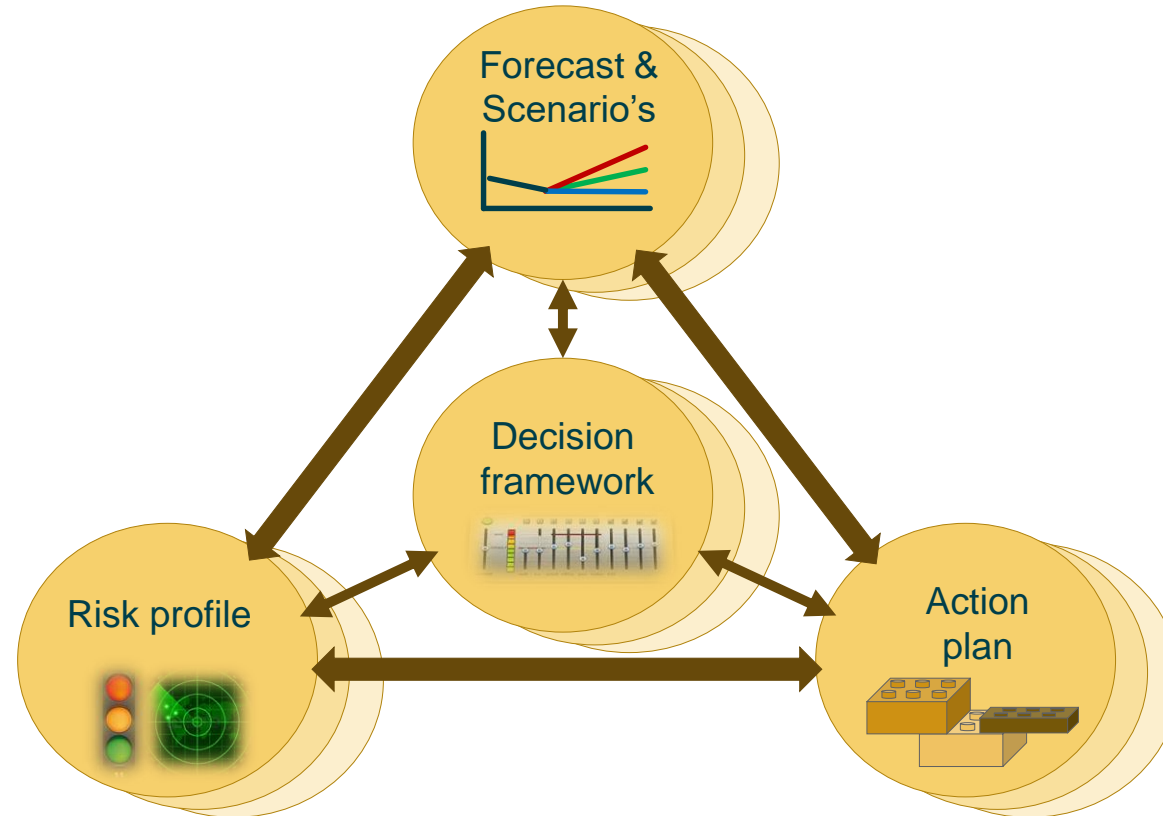 Forecast &
Scenario’s
Decision
framework
Risk profile
Action
plan